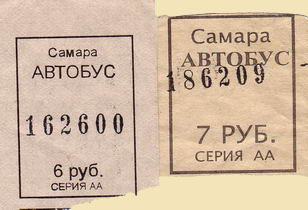 Самара
АВТОБУС
162600
6 руб.
СЕРИЯ АА
Самара
АВТОБУС
186209
7 РУБ.
СЕРИЯ АА